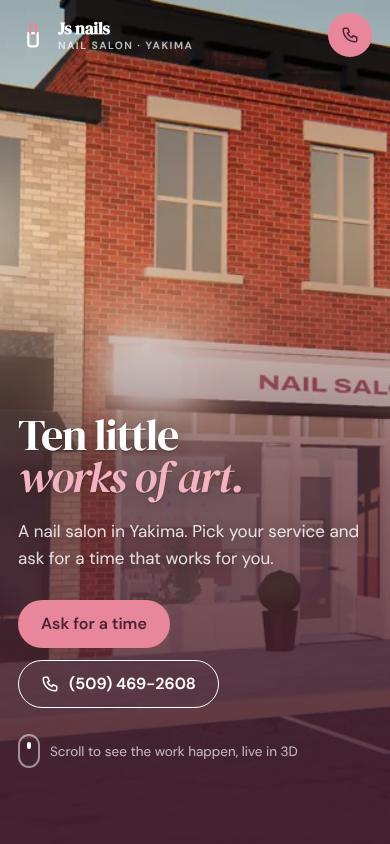 Js nails
NAIL SALON · YAKIMA
NAIL SAL
Ten little
works of art.
A nail salon in Yakima. Pick your service and
ask for a time that works for you.
Ask for a time
(509) 469-2608
Scroll to see the work happen, live in 3D